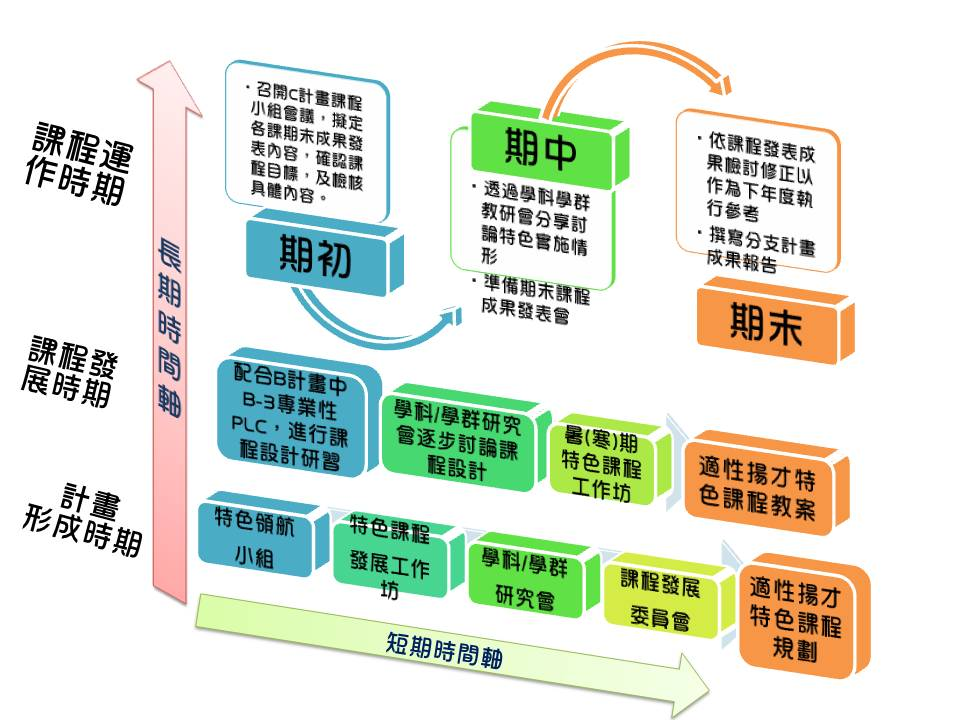 課程運
作時期
・召開C計畫課程
小組會議，擬定
各課期末成果發
表內容，確認課
程目標，及檢核
具體內容。
期初
期中
・透過學科學群
教研會分享討
論特色實施情
形
・準備期末課程
成果發表會
・依課程發表成
果檢討修正以
作為下年度執
行參考
・撰寫分支計畫
成果報告
期末
長期時間軸
課程發
展時期
配合B計畫中
B-3專業性
PLC，進行課
程設計研習
學科/學群研究
會逐步討論課
程設計
暑(寒)期
特色課程
工作坊
適性揚才特
色課程教案
計畫
形成時期
特色領航
小組
特色課程
發展工作
坊
學科/學群
研究會
課程發展
委員會
適性揚才
特色課程
規劃
短期時間軸